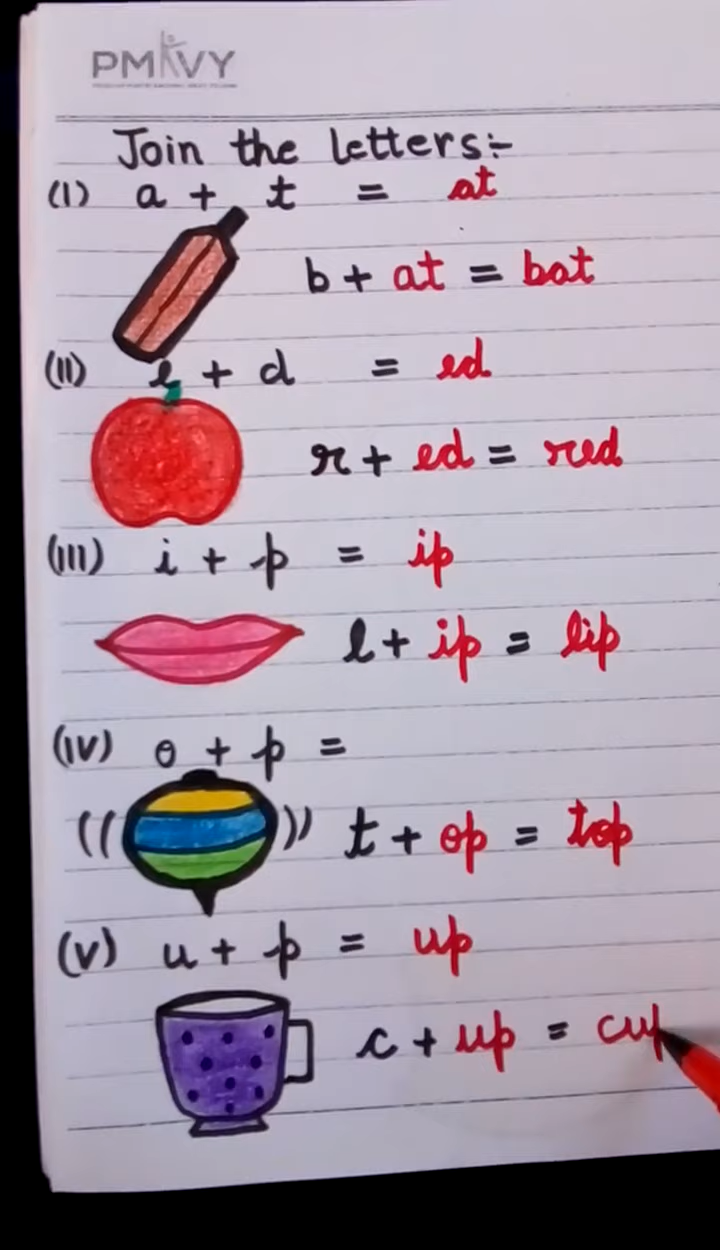 PMKVY
Join the letters:-
(I) a + t = at
b + at = bat
(II) e + d = ed
r + ed = red
(III) i + p = ip
l + ip = lip
(IV) o + p =
t + op = top
(V) u + p = up
c + up = cup